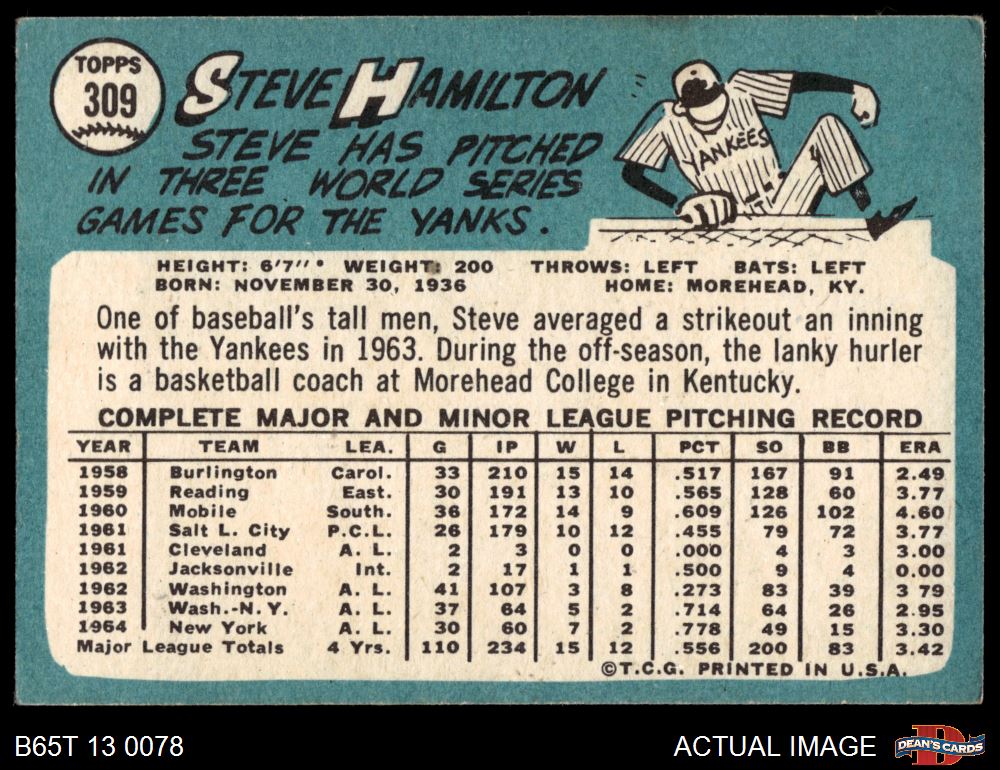 TOPPS
309
STEVE HAMILTON
STEVE HAS PITCHED
IN THREE WORLD SERIES
GAMES FOR THE YANKS.
YANKEES
HEIGHT: 6'7" WEIGHT: 200 THROWS: LEFT BATS: LEFT
BORN: NOVEMBER 30, 1936 HOME: MOREHEAD, KY.
One of baseball's tall men, Steve averaged a strikeout an inning
with the Yankees in 1963. During the off-season, the lanky hurler
is a basketball coach at Morehead College in Kentucky.
COMPLETE MAJOR AND MINOR LEAGUE PITCHING RECORD
YEAR TEAM LEA. G IP W L PCT SO BB ERA
1958 Burlington Carol. 33 210 15 14 .517 167 91 2.49
1959 Reading East. 30 191 13 10 .565 128 60 3.77
1960 Mobile South. 36 172 14 9 .609 126 102 4.60
1961 Salt L. City P.C.L. 26 179 10 12 .455 79 72 3.77
1961 Cleveland A. L. 2 3 0 0 .000 4 3 3.00
1962 Jacksonville Int. 2 17 1 1 .500 9 4 0.00
1962 Washington A. L. 41 107 3 8 .273 83 39 3 79
1963 Wash.-N. Y. A. L. 37 64 5 2 .714 64 26 2.95
1964 New York A. L. 30 60 7 2 .778 49 15 3.30
Major League Totals 4 Yrs. 110 234 15 12 .556 200 83 3.42
©T.C.G. PRINTED IN U.S.A.
B65T 13 0078
ACTUAL IMAGE
DEAN'S CARDS